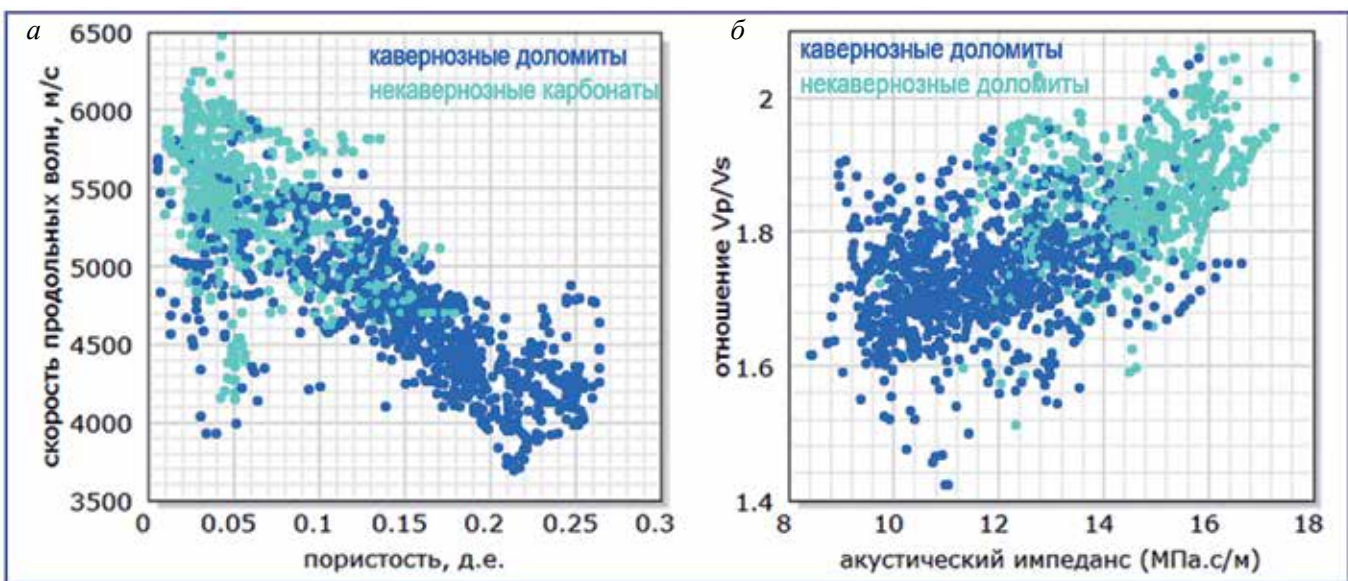 а
6500
6000
5500
5000
4500
4000
3500
скорость продольных волн, м/с
кавернозные доломиты
некавернозные карбонаты
0 0.05 0.1 0.15 0.2 0.25 0.3
пористость, д.е.
б
2
1.8
1.6
1.4
отношение Vp/Vs
кавернозные доломиты
некавернозные доломиты
8 10 12 14 16 18
акустический импеданс (МПа.с/м)